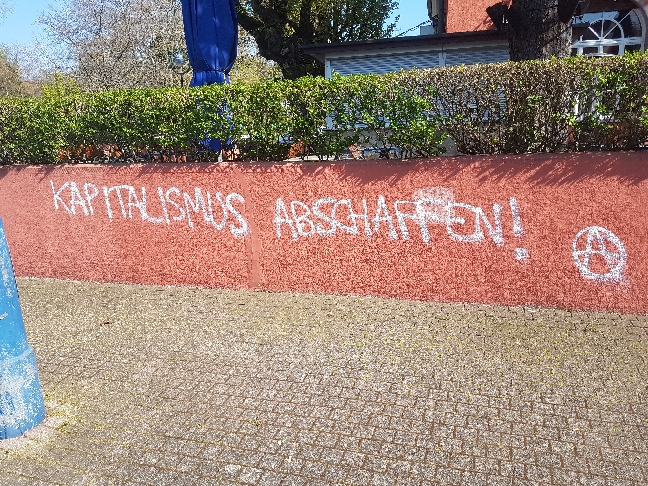 KAPITALISMUS ABSCHAFFEN! Ⓐ